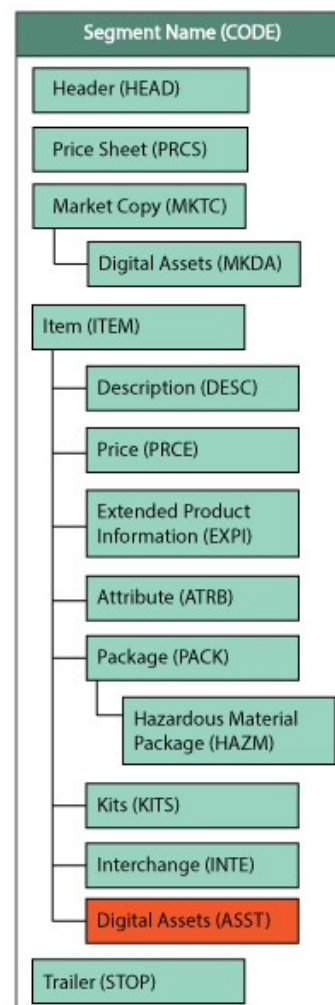 Segment Name (CODE)
Header (HEAD)
Price Sheet (PRCS)
Market Copy (MKTC)
Digital Assets (MKDA)
Item (ITEM)
Description (DESC)
Price (PRCE)
Extended Product
Information (EXPI)
Attribute (ATRB)
Package (PACK)
Hazardous Material
Package (HAZM)
Kits (KITS)
Interchange (INTE)
Digital Assets (ASST)
Trailer (STOP)